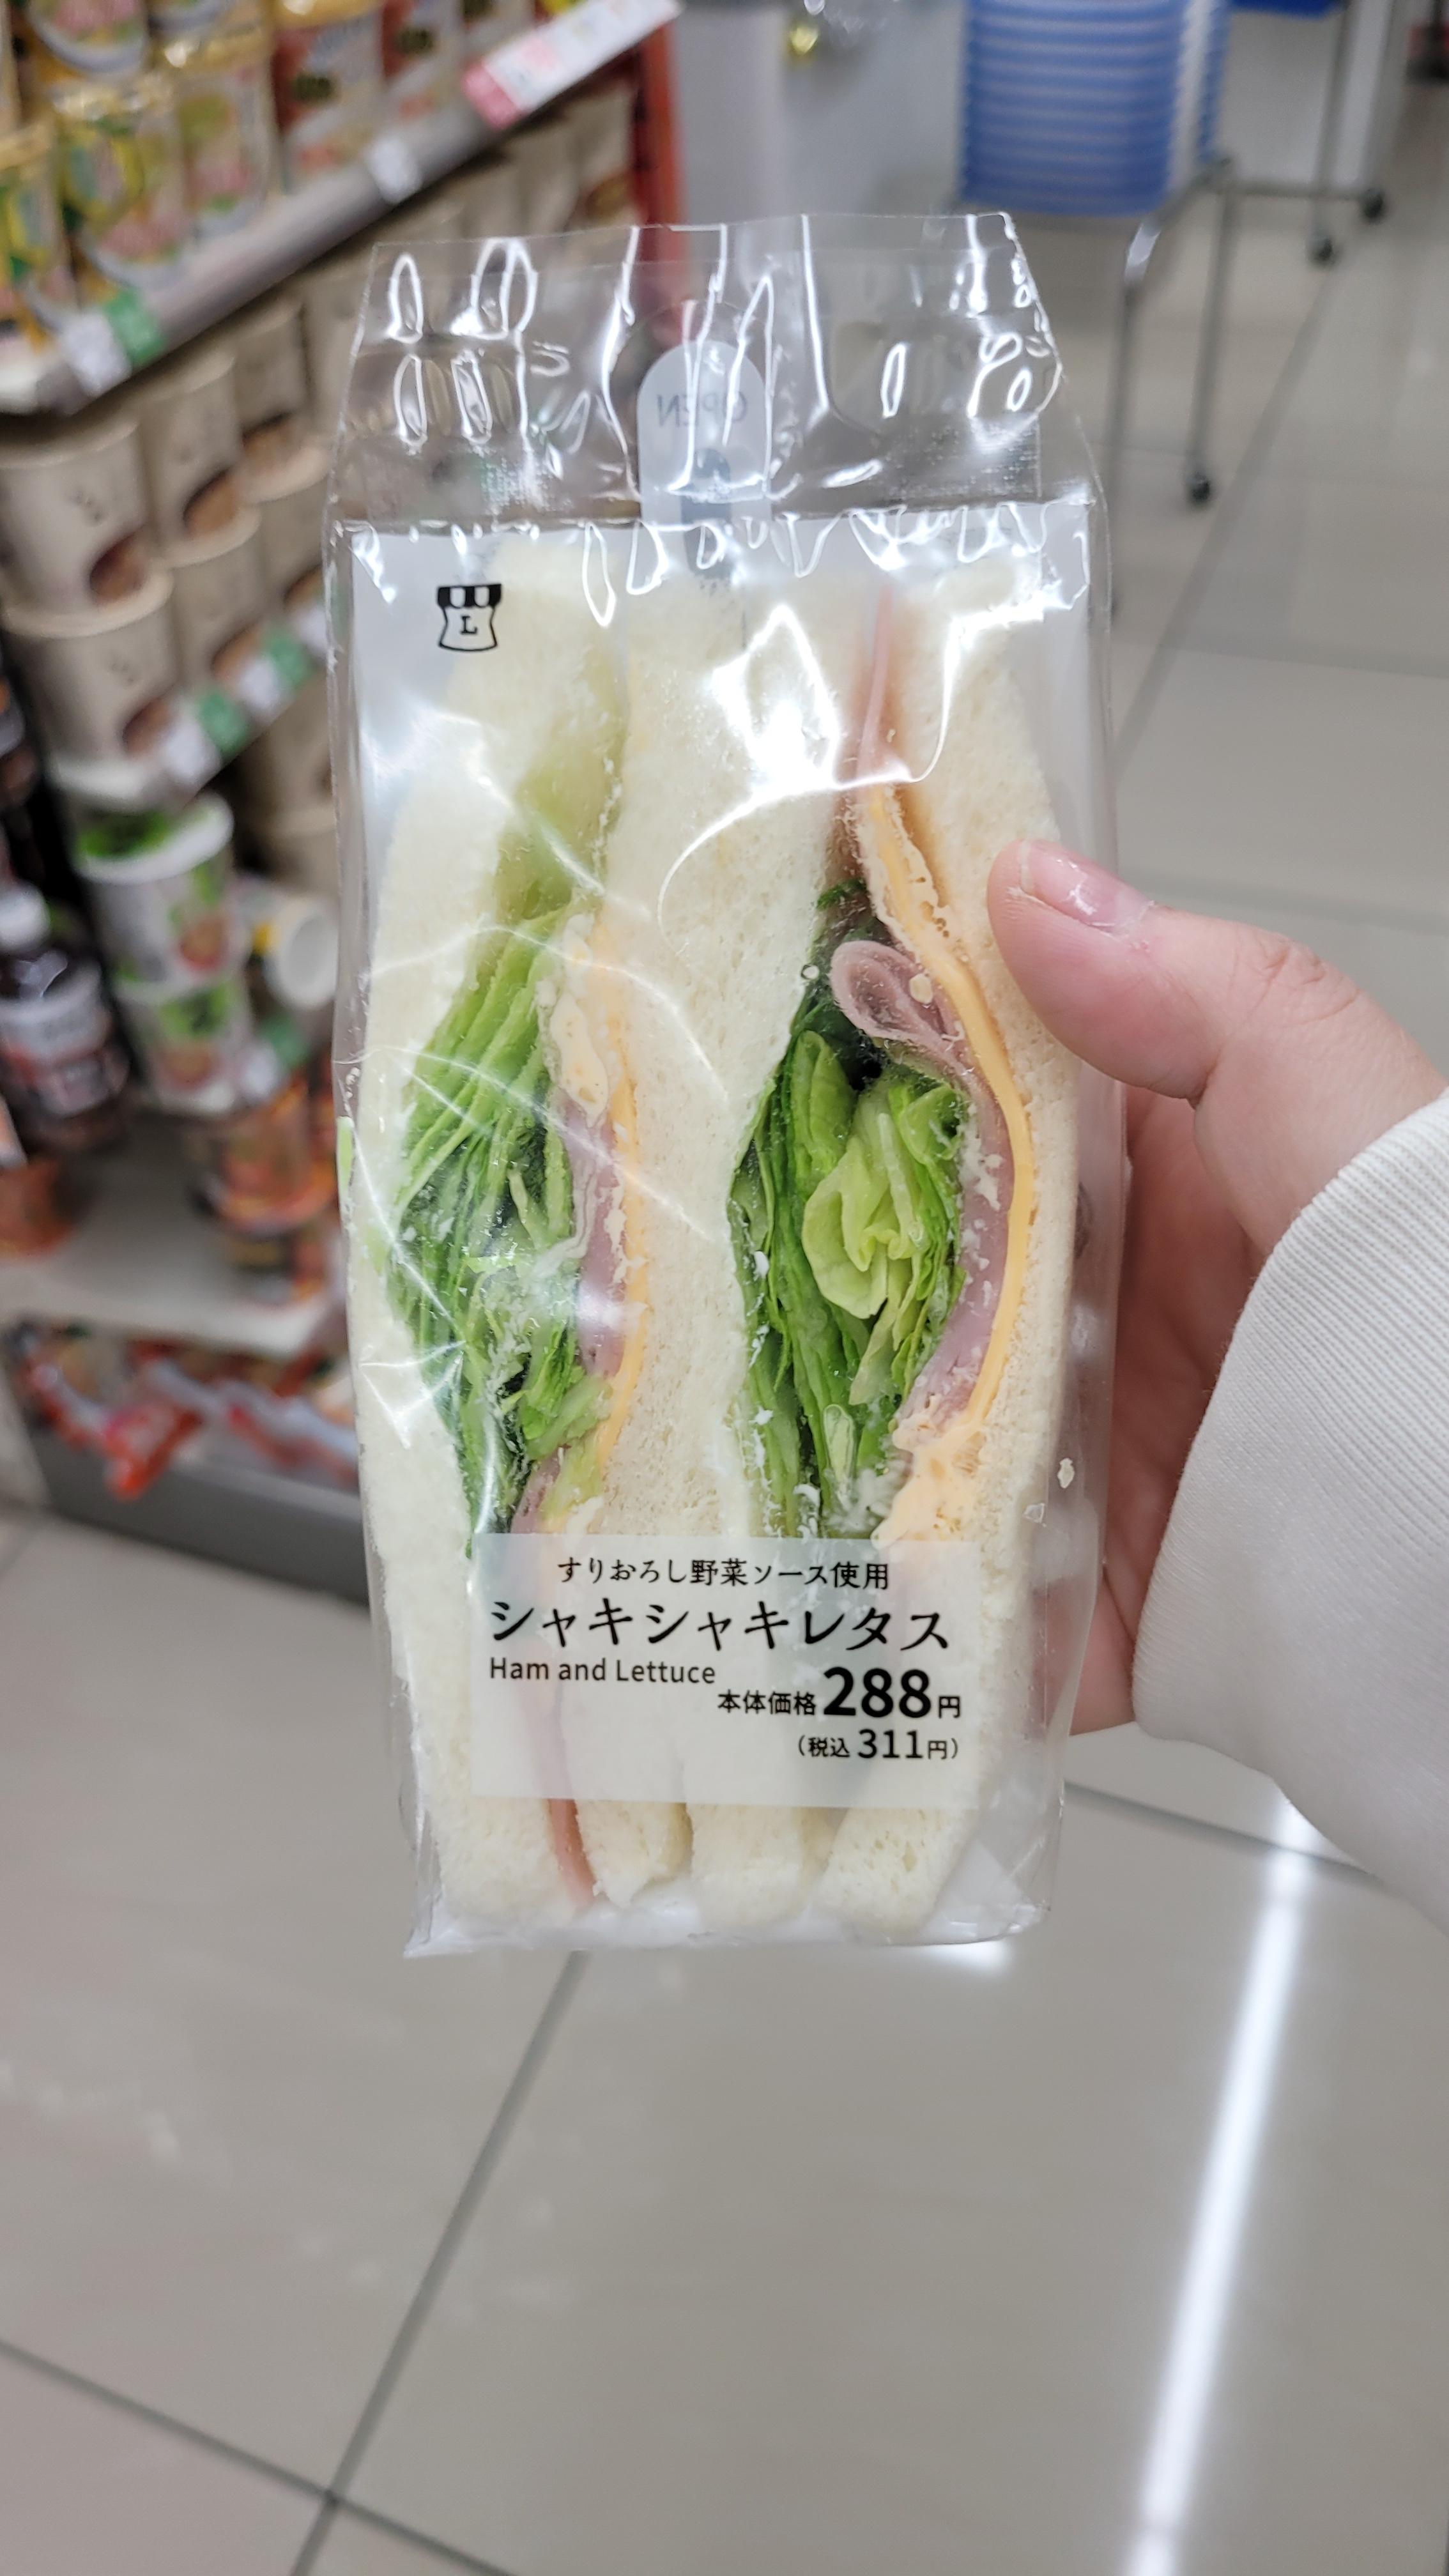 OPEN
L
すりおろし野菜ソース使用
シャキシャキレタス
Ham and Lettuce
本体価格288円
(税込311円)